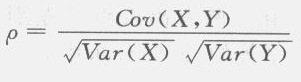 ρ = Cov(X,Y) / √Var(X) √Var(Y)